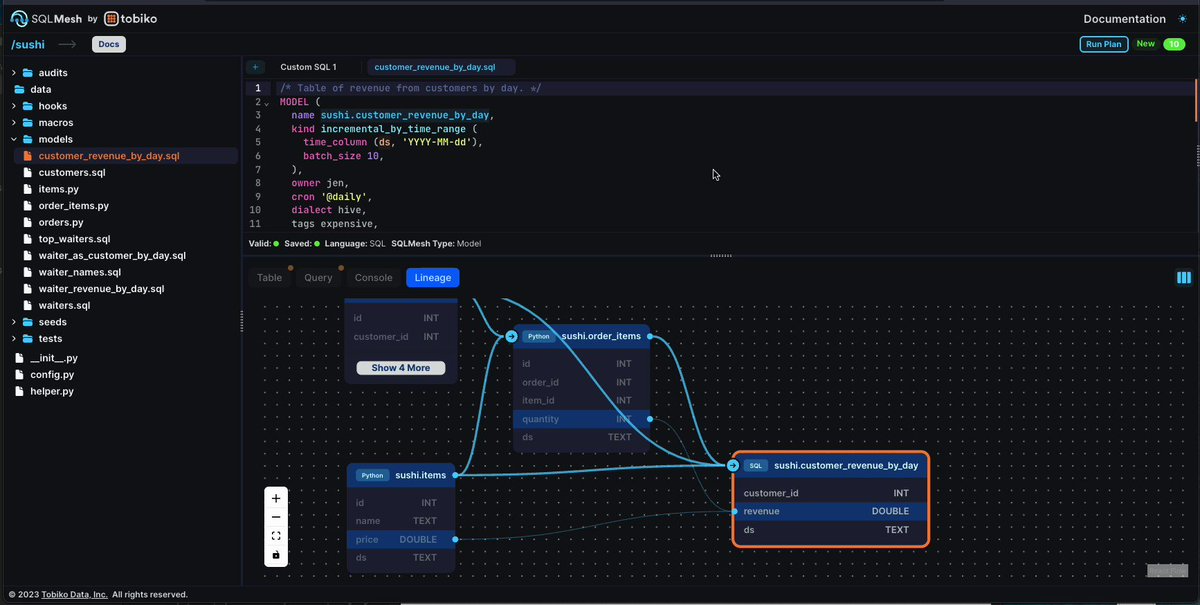 SQLMesh by tobiko
Documentation
/sushi
Docs
Run Plan
New
10
audits
data
hooks
macros
models
customer_revenue_by_day.sql
customers.sql
items.py
order_items.py
orders.py
top_waiters.sql
waiter_as_customer_by_day.sql
waiter_names.sql
waiter_revenue_by_day.sql
waiters.sql
seeds
tests
__init__.py
config.py
helper.py
+ Custom SQL 1 customer_revenue_by_day.sql
1 /* Table of revenue from customers by day. */
2 MODEL (
3 name sushi.customer_revenue_by_day,
4 kind incremental_by_time_range (
5 time_column (ds, 'YYYY-MM-dd'),
6 batch_size 10,
7 ),
8 owner jen,
9 cron '@daily',
10 dialect hive,
11 tags expensive,
Valid: Saved: Language: SQL SQLMesh Type: Model
Table Query Console Lineage
id INT
customer_id INT
Show 4 More
Python sushi.order_items
id INT
order_id INT
item_id INT
quantity INT
ds TEXT
Python sushi.items
id INT
name TEXT
price DOUBLE
ds TEXT
SQL sushi.customer_revenue_by_day
customer_id INT
revenue DOUBLE
ds TEXT
React Flow
© 2023 Tobiko Data, Inc. All rights reserved.